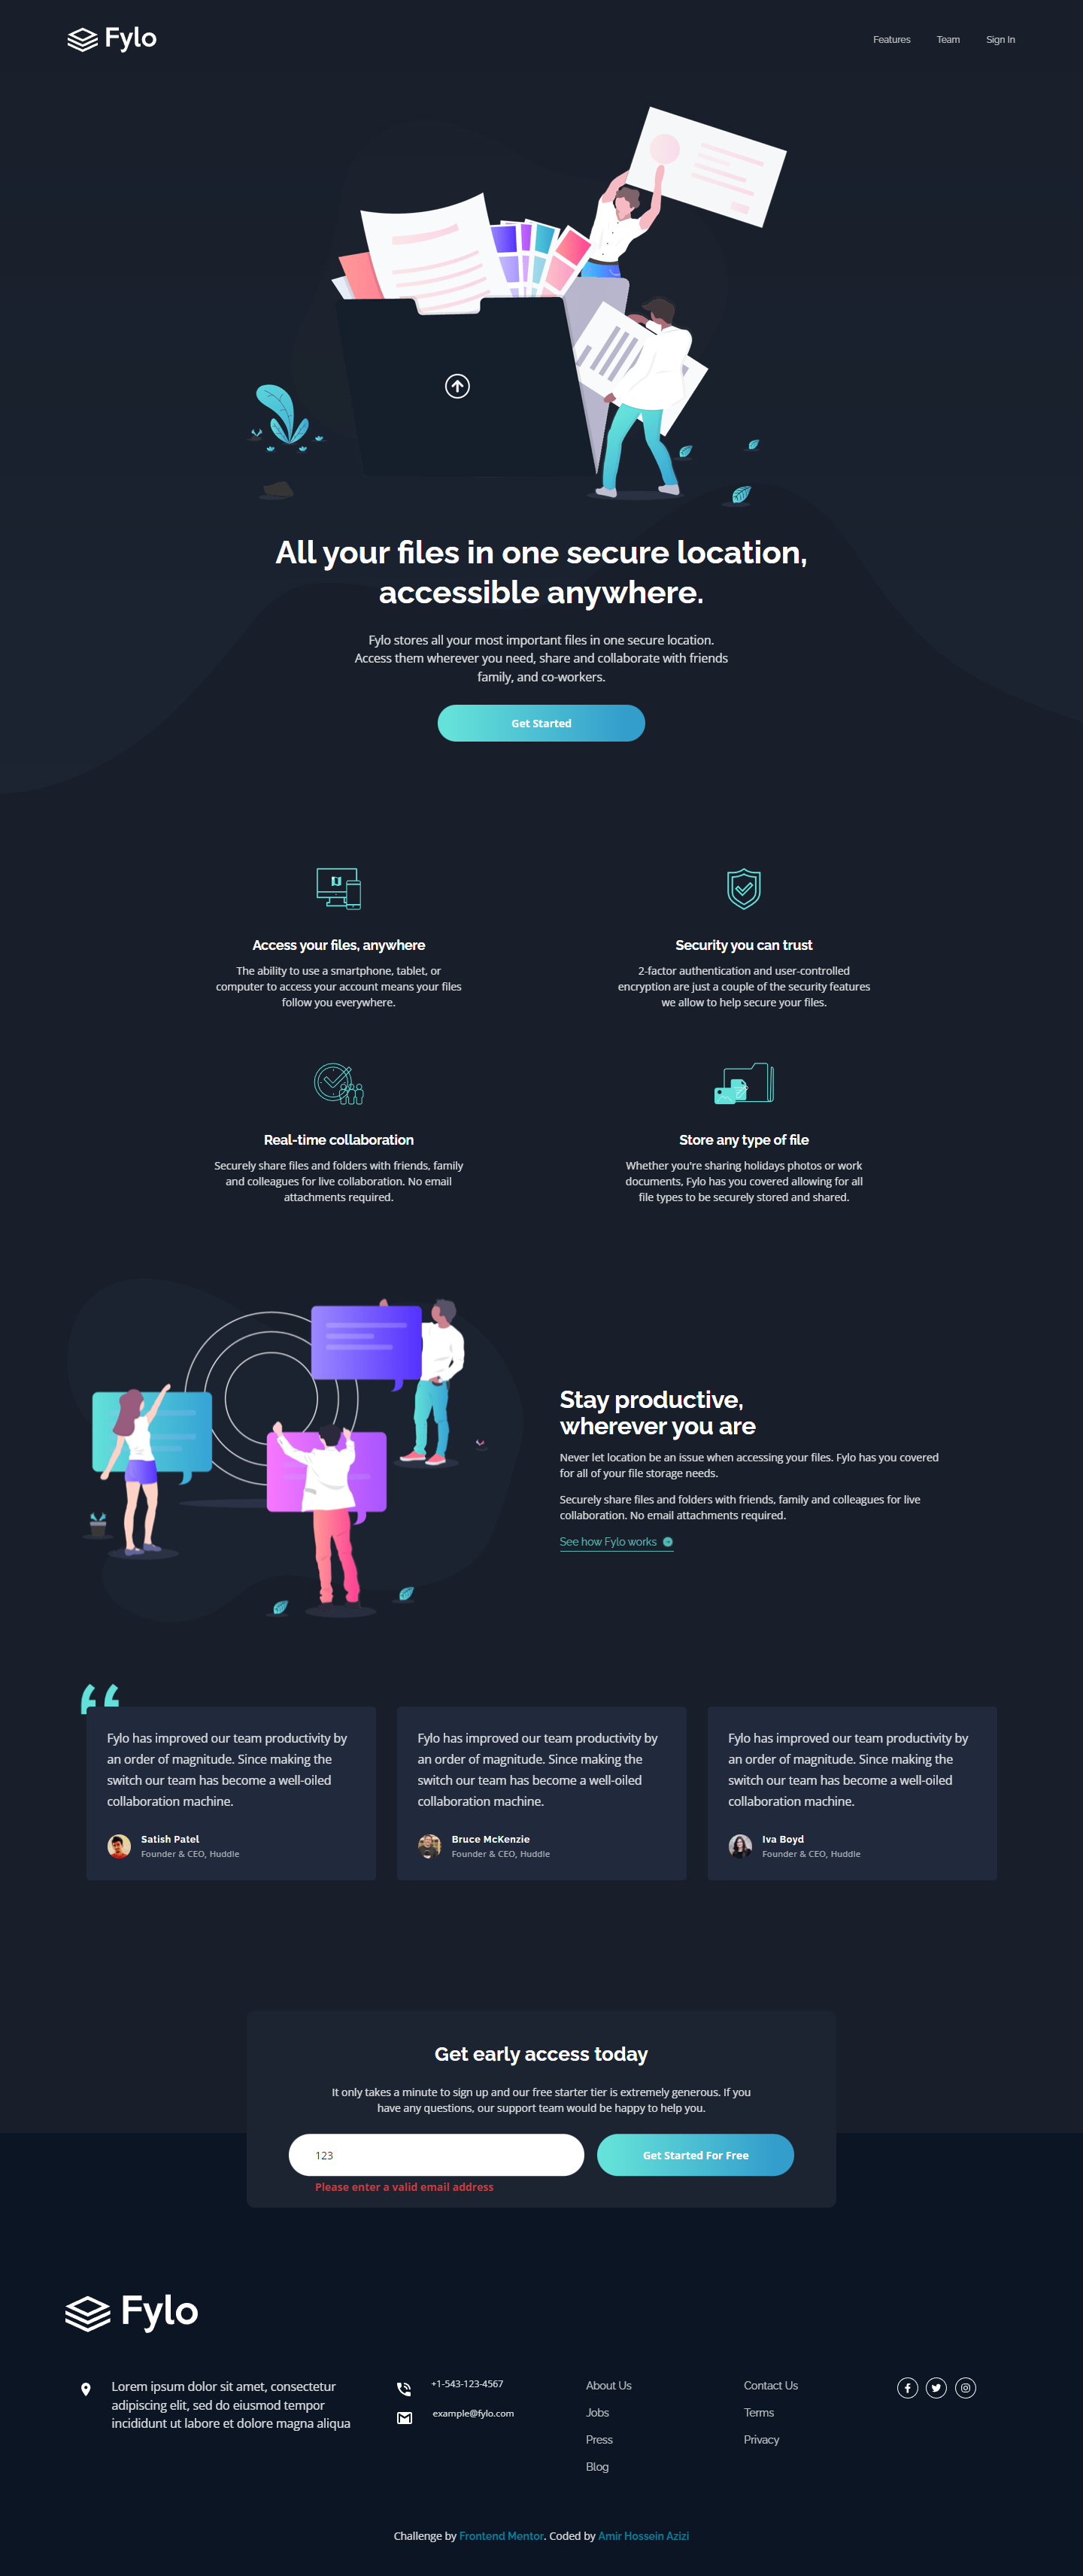 Fylo
Features Team Sign In
All your files in one secure location,
accessible anywhere.
Fylo stores all your most important files in one secure location.
Access them wherever you need, share and collaborate with friends
family, and co-workers.
Get Started
Access your files, anywhere
The ability to use a smartphone, tablet, or
computer to access your account means your files
follow you everywhere.
Security you can trust
2-factor authentication and user-controlled
encryption are just a couple of the security features
we allow to help secure your files.
Real-time collaboration
Securely share files and folders with friends, family
and colleagues for live collaboration. No email
attachments required.
Store any type of file
Whether you're sharing holidays photos or work
documents, Fylo has you covered allowing for all
file types to be securely stored and shared.
Stay productive,
wherever you are
Never let location be an issue when accessing your files. Fylo has you covered
for all of your file storage needs.
Securely share files and folders with friends, family and colleagues for live
collaboration. No email attachments required.
See how Fylo works
Fylo has improved our team productivity by
an order of magnitude. Since making the
switch our team has become a well-oiled
collaboration machine.
Satish Patel
Founder & CEO, Huddle
Fylo has improved our team productivity by
an order of magnitude. Since making the
switch our team has become a well-oiled
collaboration machine.
Bruce McKenzie
Founder & CEO, Huddle
Fylo has improved our team productivity by
an order of magnitude. Since making the
switch our team has become a well-oiled
collaboration machine.
Iva Boyd
Founder & CEO, Huddle
Get early access today
It only takes a minute to sign up and our free starter tier is extremely generous. If you
have any questions, our support team would be happy to help you.
123
Get Started For Free
Please enter a valid email address
Fylo
Lorem ipsum dolor sit amet, consectetur
adipiscing elit, sed do eiusmod tempor
incididunt ut labore et dolore magna aliqua
+1-543-123-4567
example@fylo.com
About Us
Jobs
Press
Blog
Contact Us
Terms
Privacy
Challenge by Frontend Mentor. Coded by Amir Hossein Azizi